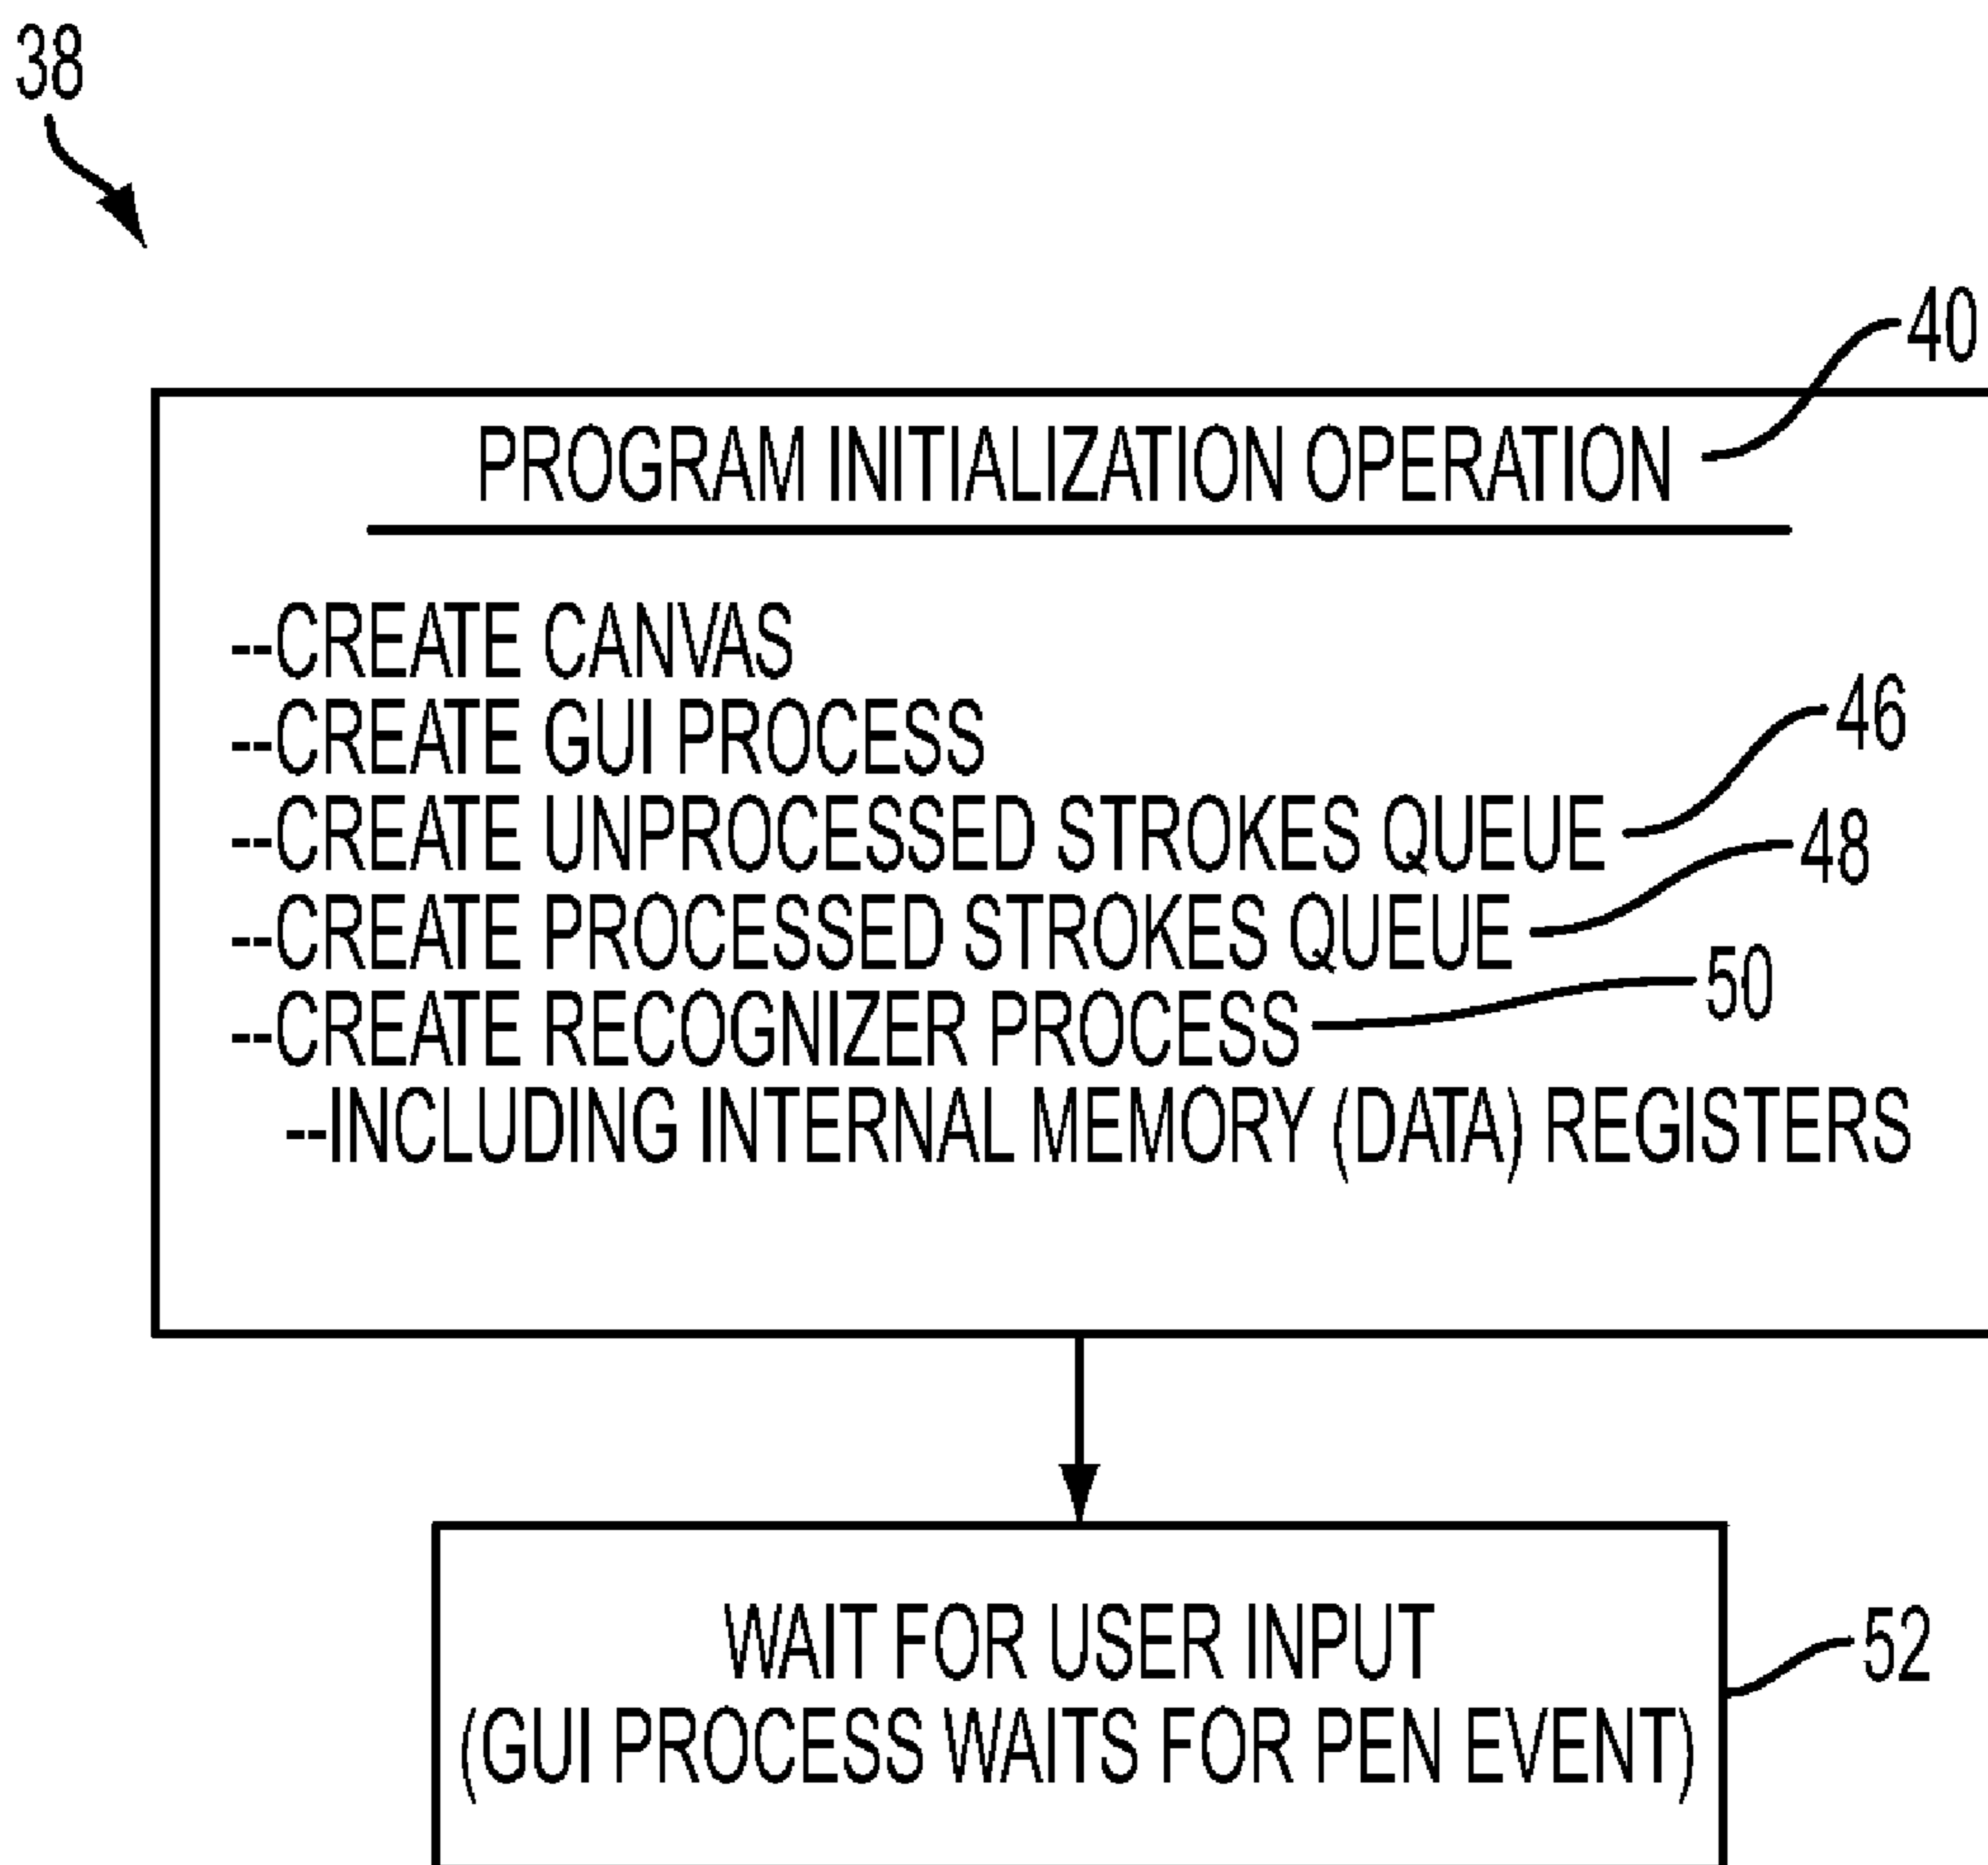 38
40
PROGRAM INITIALIZATION OPERATION
--CREATE CANVAS
--CREATE GUI PROCESS
46
--CREATE UNPROCESSED STROKES QUEUE
48
--CREATE PROCESSED STROKES QUEUE
50
--CREATE RECOGNIZER PROCESS
--INCLUDING INTERNAL MEMORY (DATA) REGISTERS
WAIT FOR USER INPUT
52
(GUI PROCESS WAITS FOR PEN EVENT)